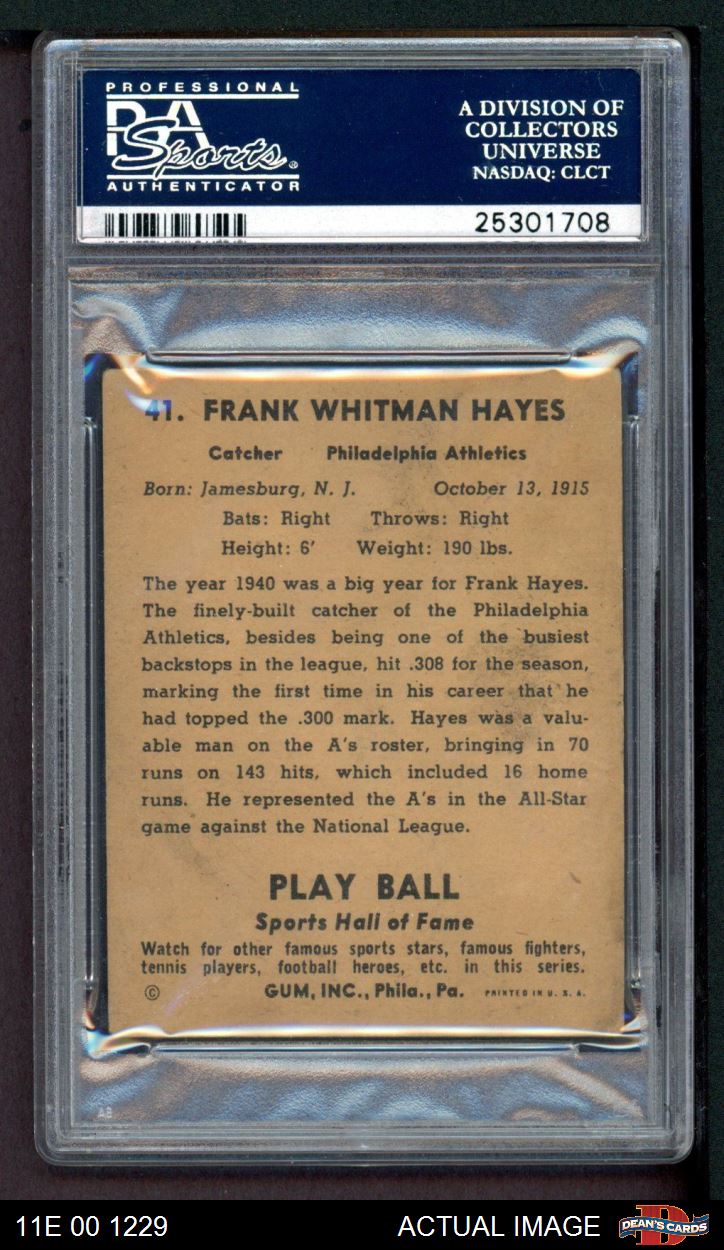 PROFESSIONAL
PSA
Sports®
AUTHENTICATOR
A DIVISION OF
COLLECTORS
UNIVERSE
NASDAQ: CLCT
25301708
41. FRANK WHITMAN HAYES
Catcher Philadelphia Athletics
Born: Jamesburg, N. J. October 13, 1915
Bats: Right Throws: Right
Height: 6' Weight: 190 lbs.
The year 1940 was a big year for Frank Hayes.
The finely-built catcher of the Philadelphia
Athletics, besides being one of the busiest
backstops in the league, hit .308 for the season,
marking the first time in his career that he
had topped the .300 mark. Hayes was a valu-
able man on the A's roster, bringing in 70
runs on 143 hits, which included 16 home
runs. He represented the A's in the All-Star
game against the National League.
PLAY BALL
Sports Hall of Fame
Watch for other famous sports stars, famous fighters,
tennis players, football heroes, etc. in this series.
© GUM, INC., Phila., Pa. PRINTED IN U. S. A.
AB
11E 00 1229 ACTUAL IMAGE DEAN'S CARDS